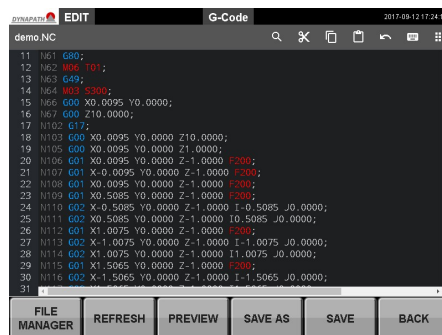 DYNAPATH EDIT G-Code 2017-09-12 17:24:1
demo.NC
11 N61 G80;
12 N62 M06 T01;
13 N63 G49;
14 N64 M03 S300;
15 N66 G00 X0.0095 Y0.0000;
16 N67 G00 Z10.0000;
17 N102 G17;
18 N103 G00 X0.0095 Y0.0000 Z10.0000;
19 N105 G00 X0.0095 Y0.0000 Z1.0000;
20 N106 G01 X0.0095 Y0.0000 Z-1.0000 F200;
21 N107 G01 X-0.0095 Y0.0000 Z-1.0000 F200;
22 N108 G01 X0.0095 Y0.0000 Z-1.0000 F200;
23 N109 G01 X0.5085 Y0.0000 Z-1.0000 F200;
24 N110 G02 X-0.5085 Y0.0000 Z-1.0000 I-0.5085 J0.0000;
25 N111 G02 X0.5085 Y0.0000 Z-1.0000 I0.5085 J0.0000;
26 N112 G01 X1.0075 Y0.0000 Z-1.0000 F200;
27 N113 G02 X-1.0075 Y0.0000 Z-1.0000 I-1.0075 J0.0000;
28 N114 G02 X1.0075 Y0.0000 Z-1.0000 I1.0075 J0.0000;
29 N115 G01 X1.5065 Y0.0000 Z-1.0000 F200;
30 N116 G02 X-1.5065 Y0.0000 Z-1.0000 I-1.5065 J0.0000;
31
FILE MANAGER REFRESH PREVIEW SAVE AS SAVE BACK